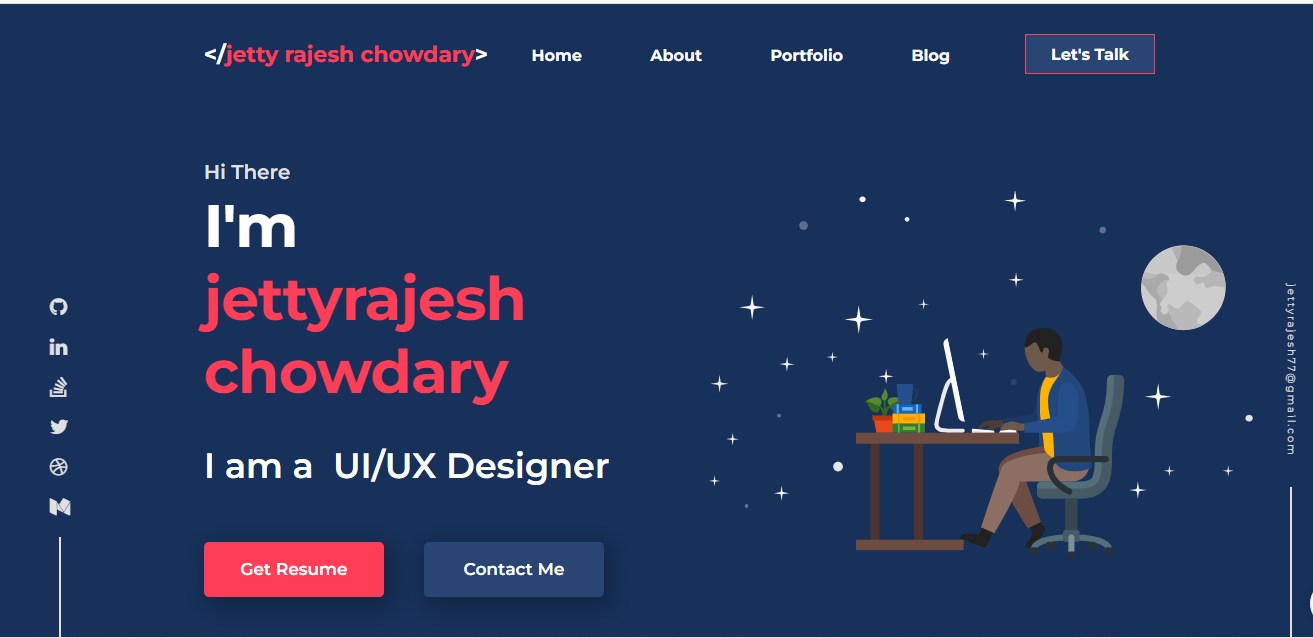 </jetty rajesh chowdary>
Home
About
Portfolio
Blog
Let's Talk
Hi There
I'm
jettyrajesh
chowdary
I am a UI/UX Designer
Get Resume
Contact Me
jettyrajesh77@gmail.com